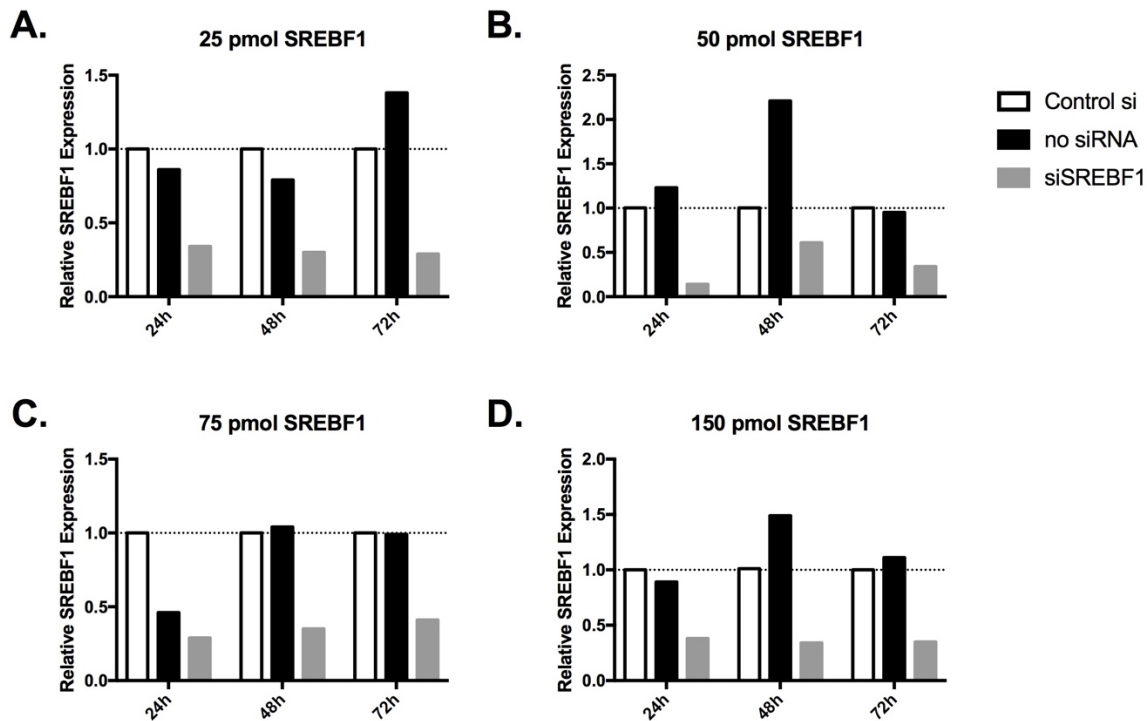 A.
25 pmol SREBF1
Relative SREBF1 Expression
1.5
1.0
0.5
0.0
24h
48h
72h
B.
50 pmol SREBF1
Relative SREBF1 Expression
2.5
2.0
1.5
1.0
0.5
0.0
24h
48h
72h
Control si
no siRNA
siSREBF1
C.
75 pmol SREBF1
Relative SREBF1 Expression
1.5
1.0
0.5
0.0
24h
48h
72h
D.
150 pmol SREBF1
Relative SREBF1 Expression
2.0
1.5
1.0
0.5
0.0
24h
48h
72h